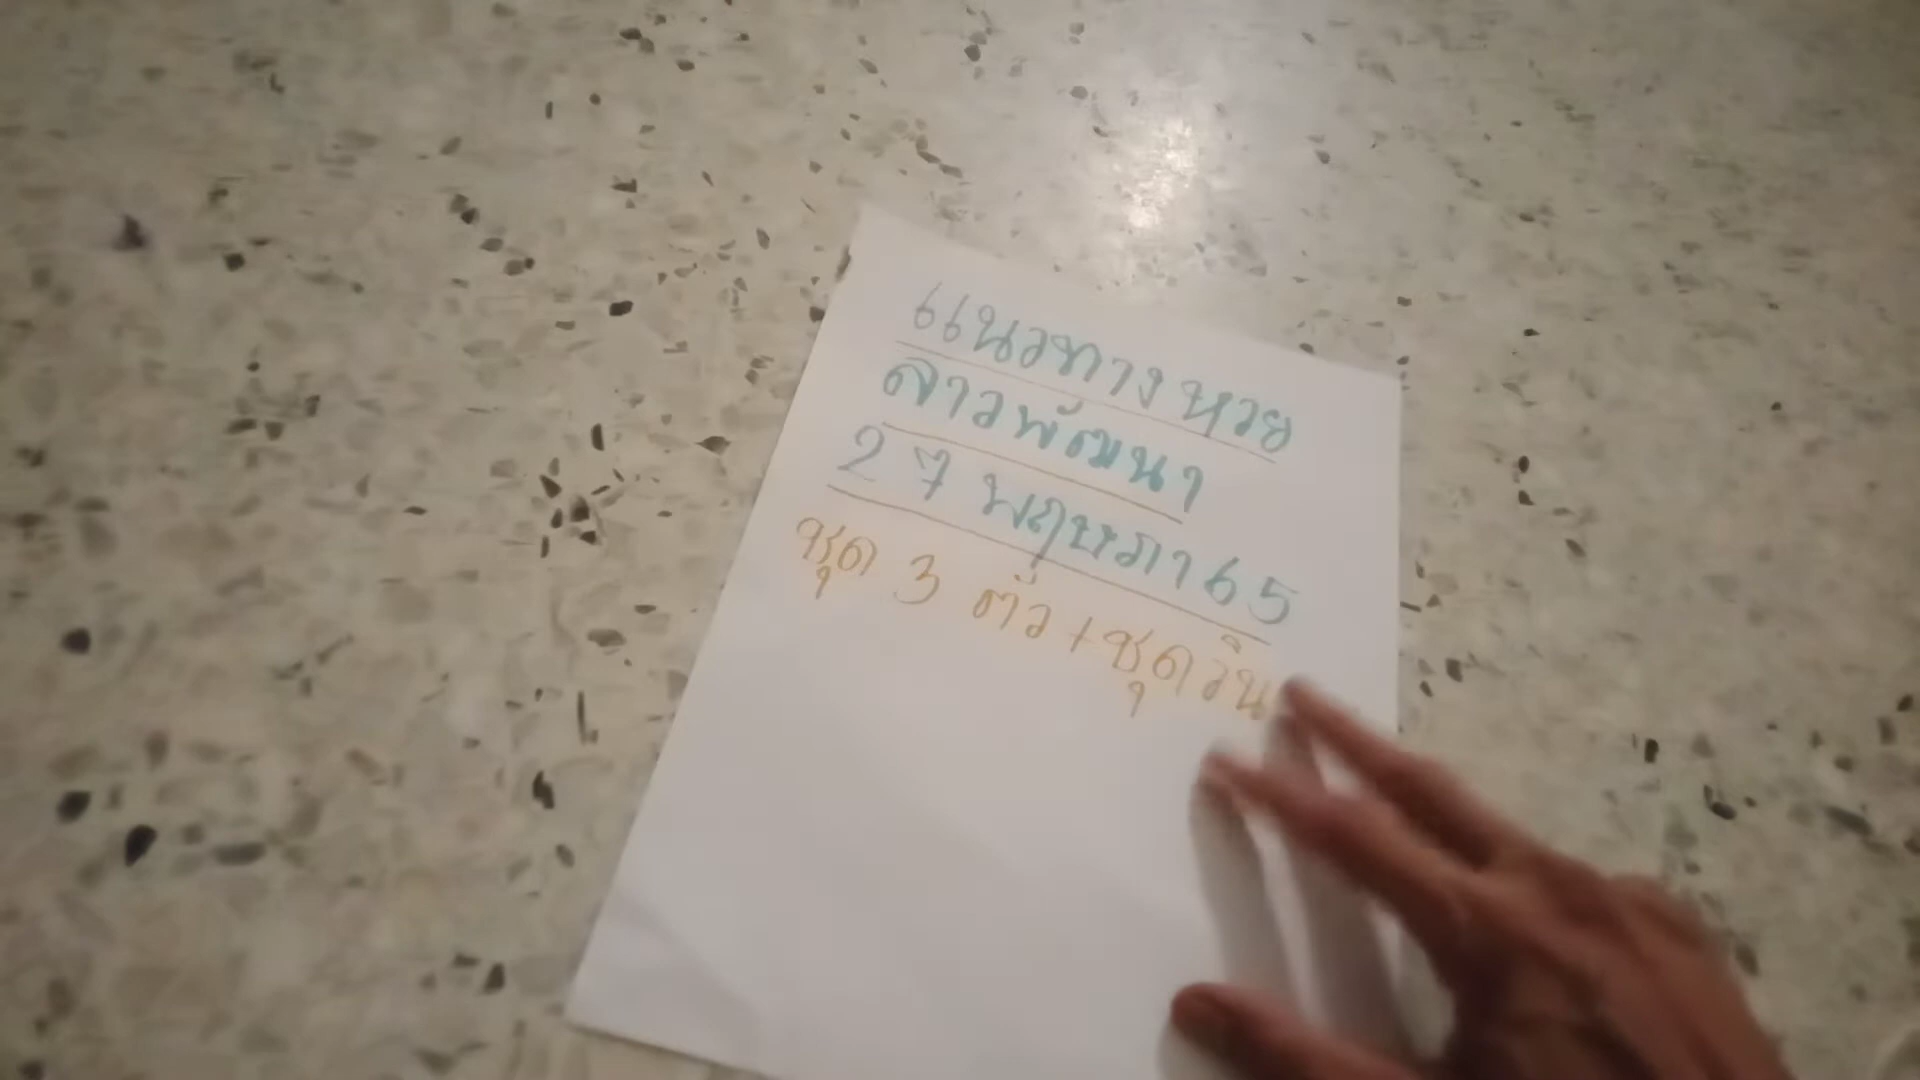 แนวทางหวย
ลาวพัฒนา
27 พฤษภา 65
ชุด 3 ตัว + ชุดวิน